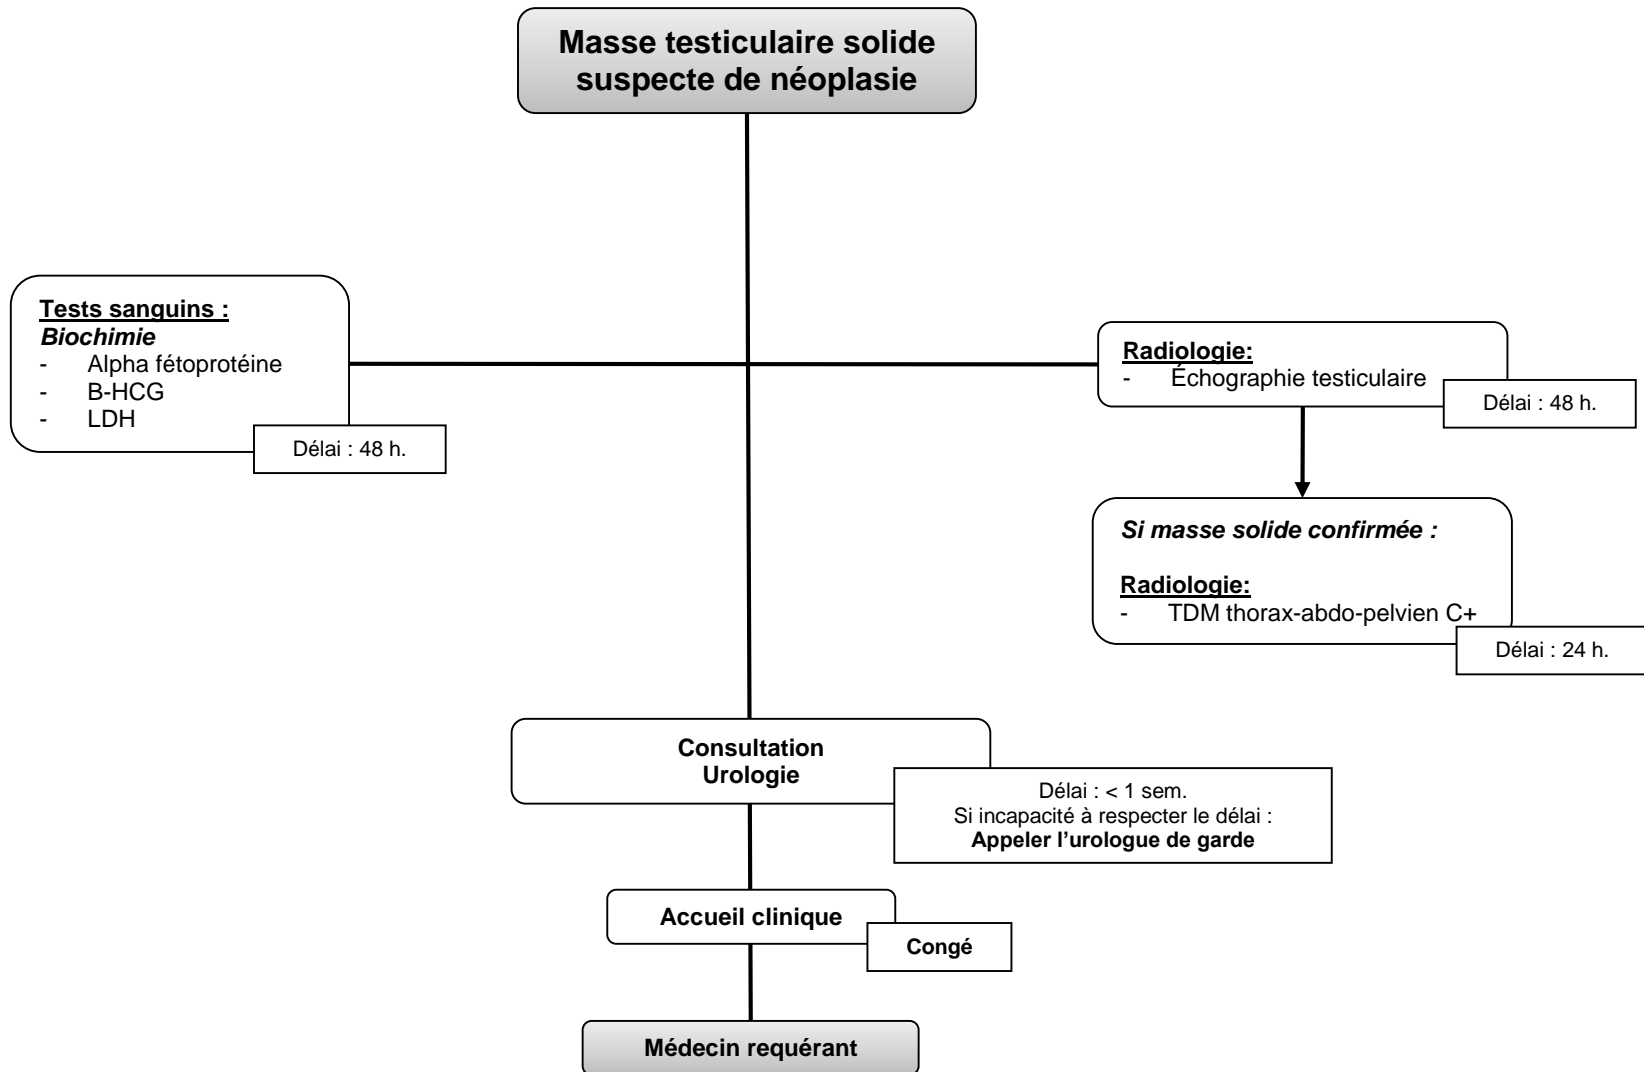 Masse testiculaire solide
suspecte de néoplasie
Tests sanguins :
Biochimie
- Alpha fétoprotéine
- B-HCG
- LDH
Délai : 48 h.
Radiologie:
- Échographie testiculaire
Délai : 48 h.
Si masse solide confirmée :
Radiologie:
- TDM thorax-abdo-pelvien C+
Délai : 24 h.
Consultation
Urologie
Délai : < 1 sem.
Si incapacité à respecter le délai :
Appeler l’urologue de garde
Accueil clinique
Congé
Médecin requérant